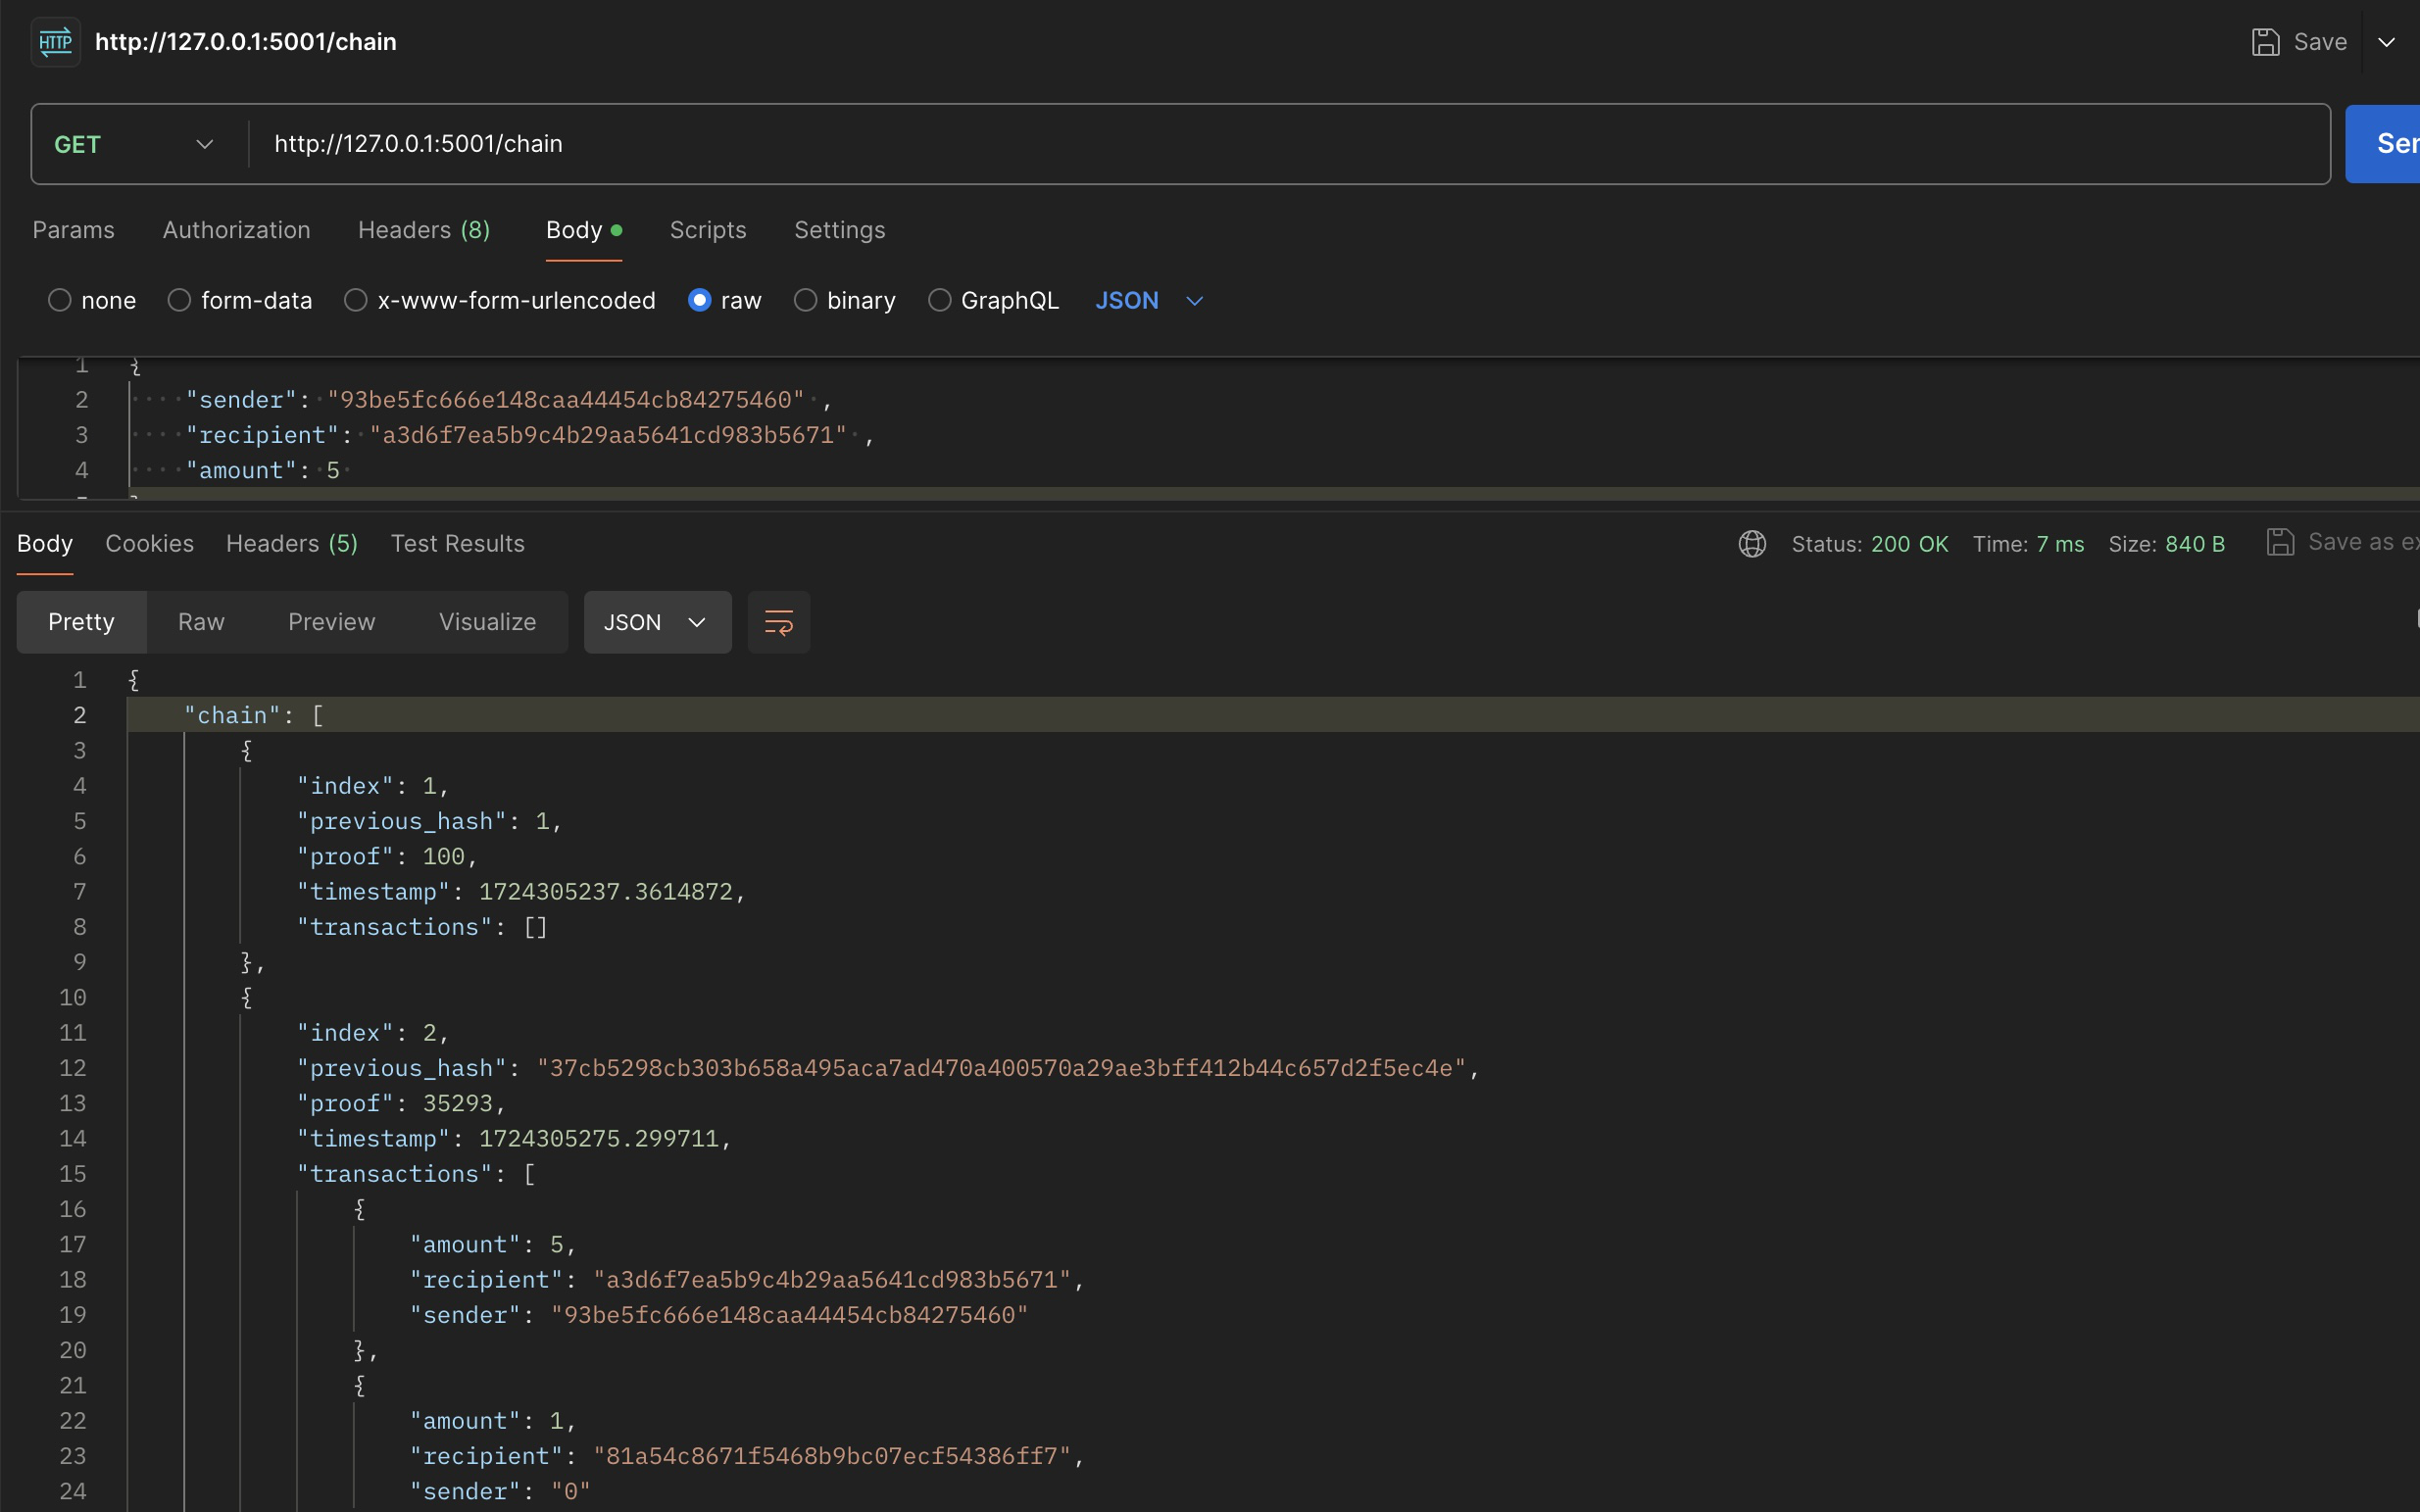 HTTP http://127.0.0.1:5001/chain Save
GET http://127.0.0.1:5001/chain
Params Authorization Headers (8) Body Scripts Settings
none form-data x-www-form-urlencoded raw binary GraphQL JSON
1 {
2 "sender": "93be5fc666e148caa44454cb84275460" ,
3 "recipient": "a3d6f7ea5b9c4b29aa5641cd983b5671" ,
4 "amount": 5
Body Cookies Headers (5) Test Results Status: 200 OK Time: 7 ms Size: 840 B Save as
Pretty Raw Preview Visualize JSON
1 {
2 "chain": [
3 {
4 "index": 1,
5 "previous_hash": 1,
6 "proof": 100,
7 "timestamp": 1724305237.3614872,
8 "transactions": []
9 },
10 {
11 "index": 2,
12 "previous_hash": "37cb5298cb303b658a495aca7ad470a400570a29ae3bff412b44c657d2f5ec4e",
13 "proof": 35293,
14 "timestamp": 1724305275.299711,
15 "transactions": [
16 {
17 "amount": 5,
18 "recipient": "a3d6f7ea5b9c4b29aa5641cd983b5671",
19 "sender": "93be5fc666e148caa44454cb84275460"
20 },
21 {
22 "amount": 1,
23 "recipient": "81a54c8671f5468b9bc07ecf54386ff7",
24 "sender": "0"